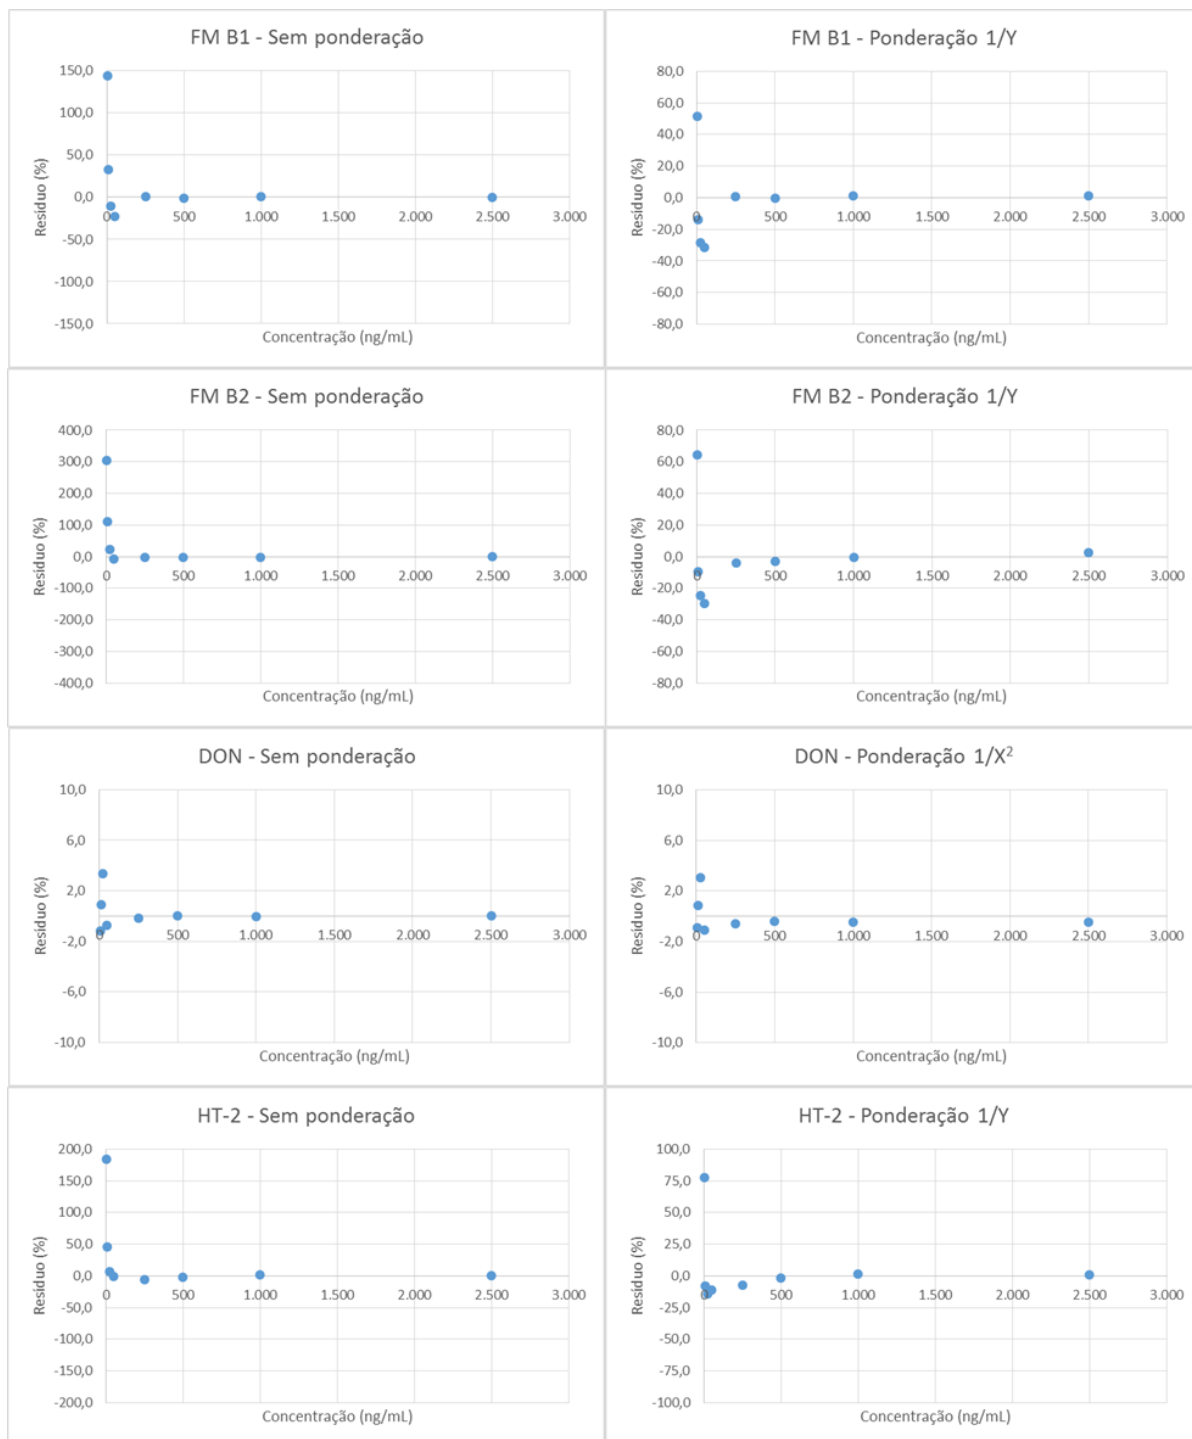 FM B1 - Sem ponderação
150,0
100,0
50,0
0,0
-50,0
-100,0
-150,0
0 500 1.000 1.500 2.000 2.500 3.000
Resíduo (%)
Concentração (ng/mL)
FM B1 - Ponderação 1/Y
80,0
60,0
40,0
20,0
0,0
-20,0
-40,0
-60,0
-80,0
0 500 1.000 1.500 2.000 2.500 3.000
Resíduo (%)
Concentração (ng/mL)
FM B2 - Sem ponderação
400,0
300,0
200,0
100,0
0,0
-100,0
-200,0
-300,0
-400,0
0 500 1.000 1.500 2.000 2.500 3.000
Resíduo (%)
Concentração (ng/mL)
FM B2 - Ponderação 1/Y
80,0
60,0
40,0
20,0
0,0
-20,0
-40,0
-60,0
-80,0
0 500 1.000 1.500 2.000 2.500 3.000
Resíduo (%)
Concentração (ng/mL)
DON - Sem ponderação
10,0
6,0
2,0
-2,0
-6,0
-10,0
0 500 1.000 1.500 2.000 2.500 3.000
Resíduo (%)
Concentração (ng/mL)
DON - Ponderação 1/X²
10,0
6,0
2,0
-2,0
-6,0
-10,0
0 500 1.000 1.500 2.000 2.500 3.000
Resíduo (%)
Concentração (ng/mL)
HT-2 - Sem ponderação
200,0
150,0
100,0
50,0
0,0
-50,0
-100,0
-150,0
-200,0
0 500 1.000 1.500 2.000 2.500 3.000
Resíduo (%)
Concentração (ng/mL)
HT-2 - Ponderação 1/Y
100,0
75,0
50,0
25,0
0,0
-25,0
-50,0
-75,0
-100,0
0 500 1.000 1.500 2.000 2.500 3.000
Resíduo (%)
Concentração (ng/mL)